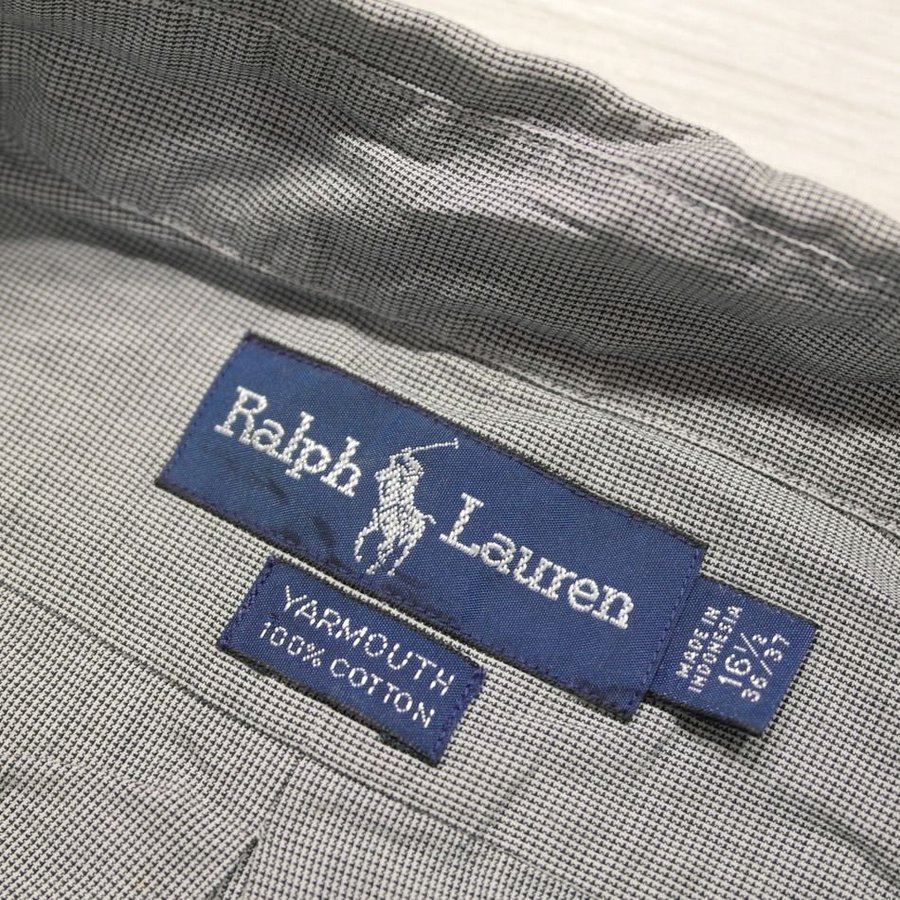 Ralph Lauren
YARMOUTH
100% COTTON
MADE IN
INDONESIA
16½
36/37